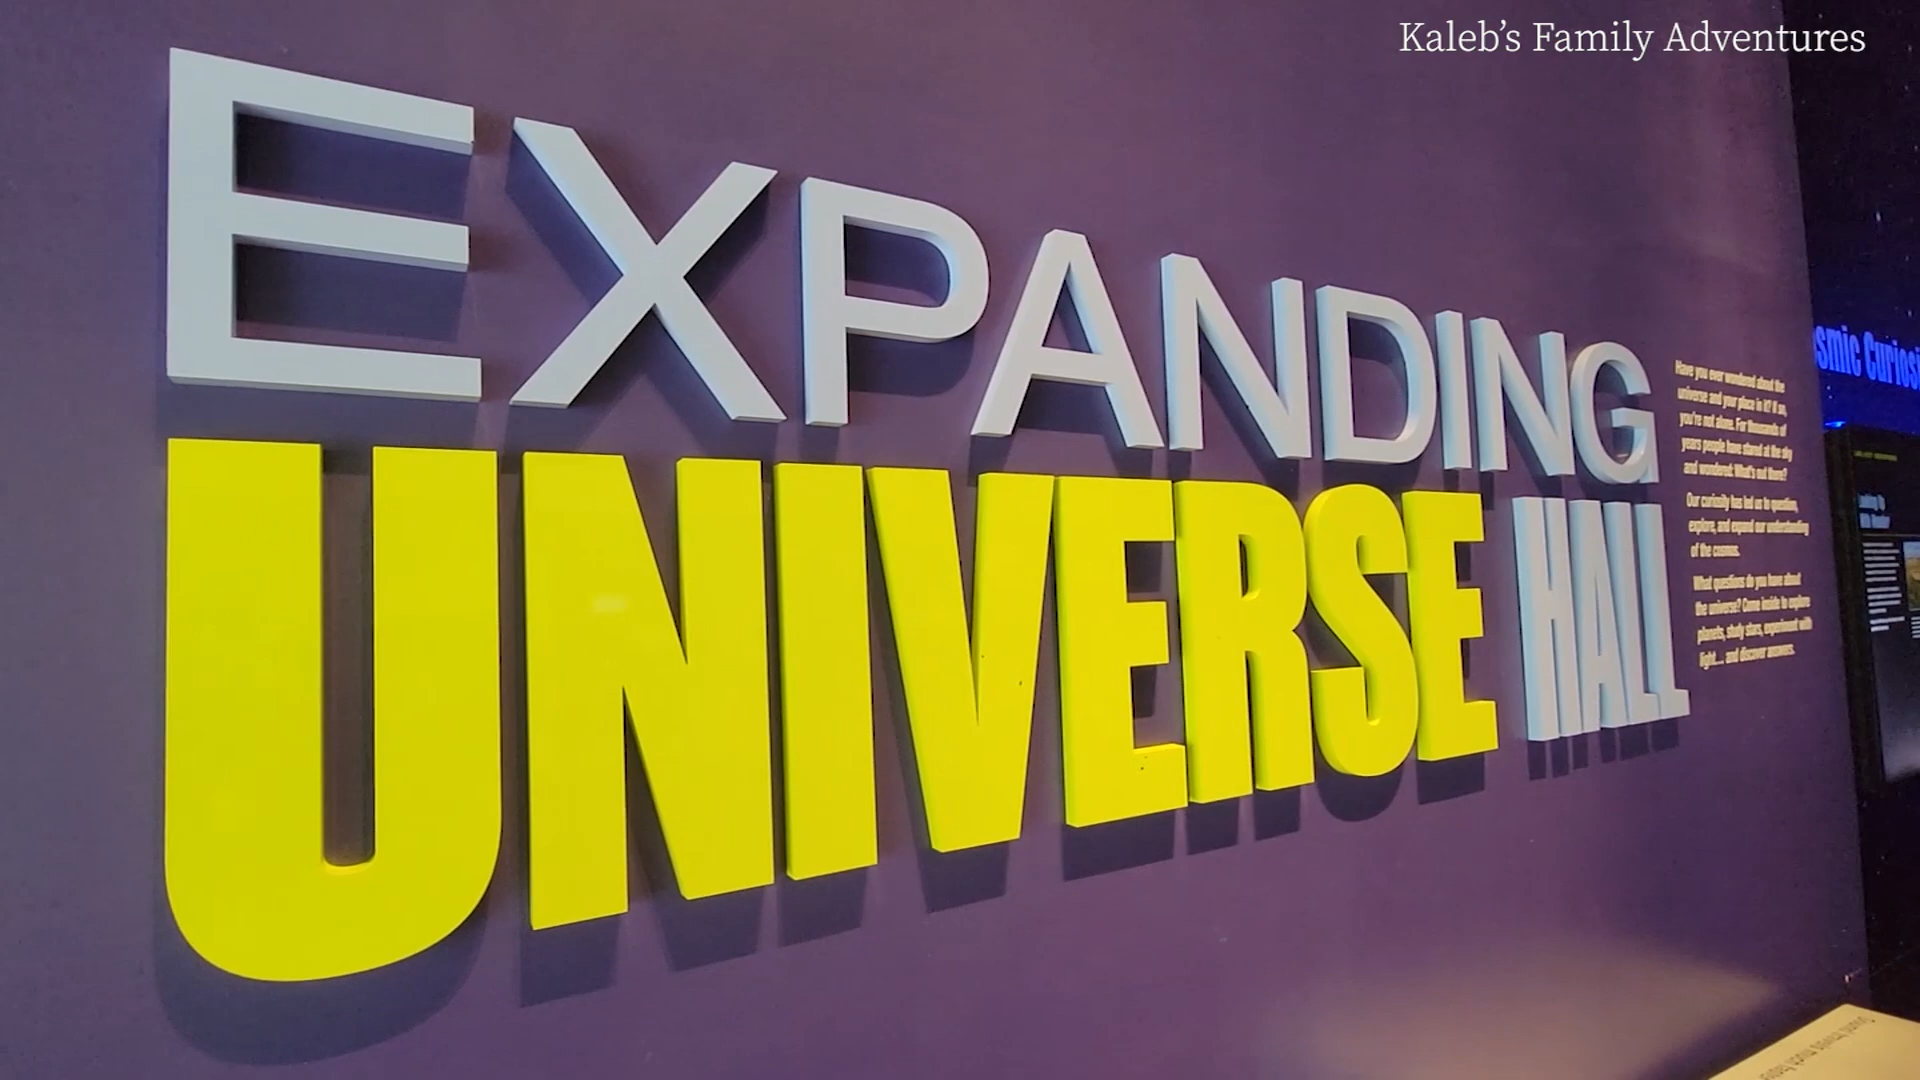 Kaleb's Family Adventures
EXPANDING
UNIVERSE HALL
Have you ever wondered about the
universe and your place in it? If so,
you're not alone. For thousands of
years people have stared at the sky
and wondered: What's out there?
Our curiosity has led us to question,
explore, and expand our understanding
of the cosmos.
What questions do you have about
the universe? Come inside to explore
planets, study stars, experiment with
light... and discover answers.
smic Curiosi